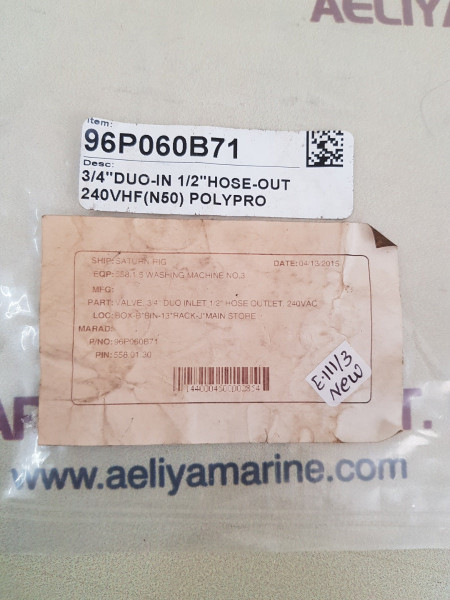 AELIYAMARIN
Item:
96P060B71
Desc:
3/4"DUO-IN 1/2"HOSE-OUT
240VHF(N50) POLYPRO
SHIP: SATURN RIG
DATE: 04/13/2015
EQP: 558.1.5 WASHING MACHINE NO.3
MFG:
PART: VALVE, 3/4" DUO INLET 1/2" HOSE OUTLET, 240VAC
LOC: BOX-B"BIN-13"RACK-J"MAIN STORE
MARAD:
P/NO: 96P060B71
PIN: 558.01.30
E-111/3
New
www.aeliyamarine.com